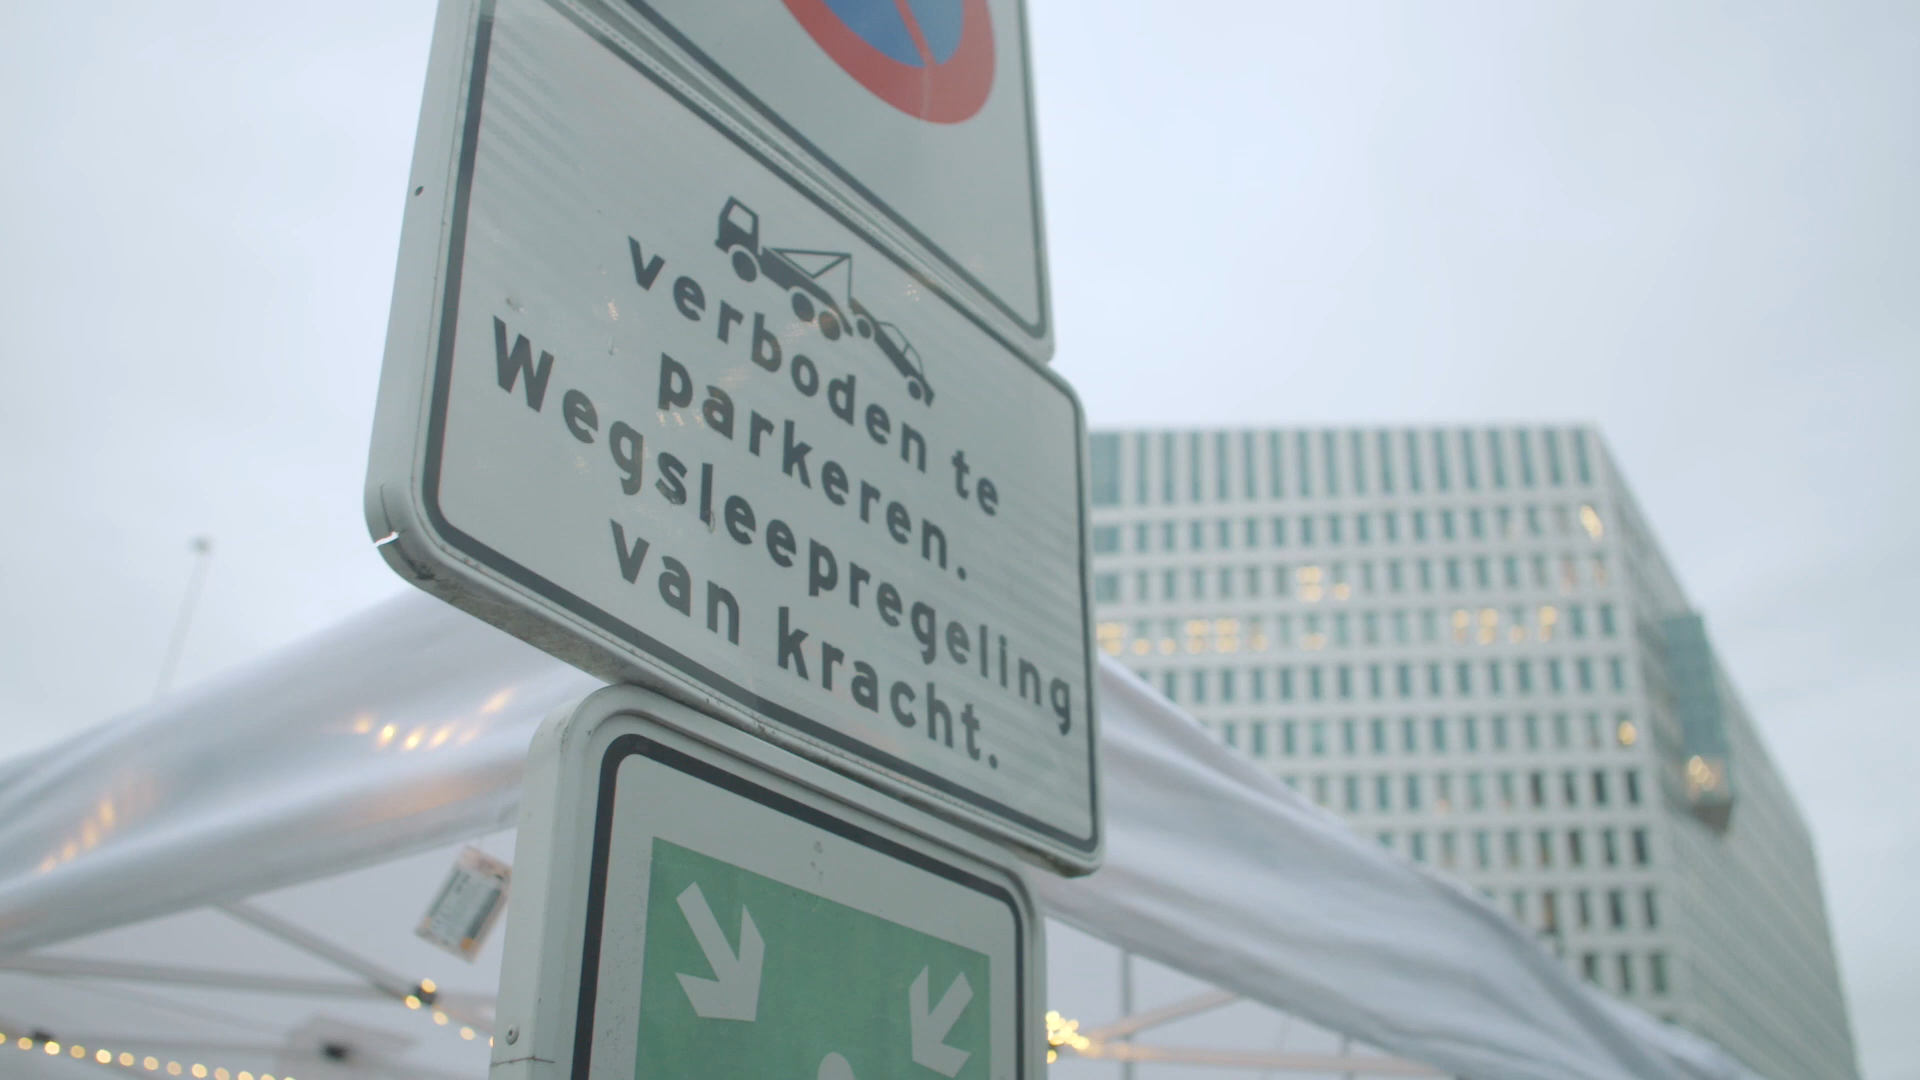 verboden te
parkeren.
Wegsleepregeling
van kracht.